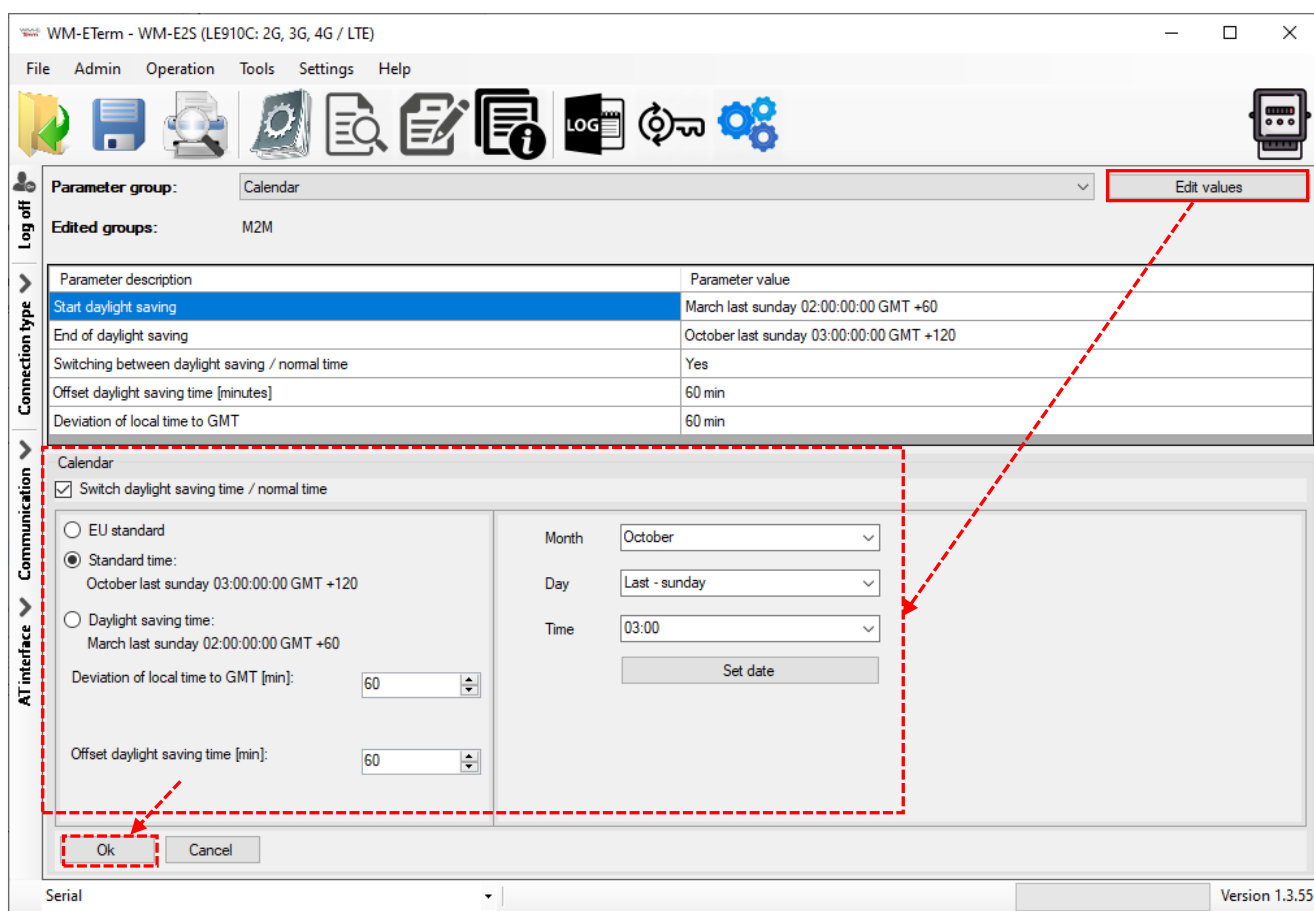 WM-ETerm - WM-E2S (LE910C: 2G, 3G, 4G / LTE)
File Admin Operation Tools Settings Help
LOG
Parameter group: Calendar Edit values
Edited groups: M2M
Log off
Connection type
Communication
AT interface
Parameter description Parameter value
Start daylight saving March last sunday 02:00:00:00 GMT +60
End of daylight saving October last sunday 03:00:00:00 GMT +120
Switching between daylight saving / normal time Yes
Offset daylight saving time [minutes] 60 min
Deviation of local time to GMT 60 min
Calendar
Switch daylight saving time / normal time
EU standard
Standard time:
October last sunday 03:00:00:00 GMT +120
Daylight saving time:
March last sunday 02:00:00:00 GMT +60
Deviation of local time to GMT [min]: 60
Offset daylight saving time [min]: 60
Month October
Day Last - sunday
Time 03:00
Set date
Ok Cancel
Serial Version 1.3.55